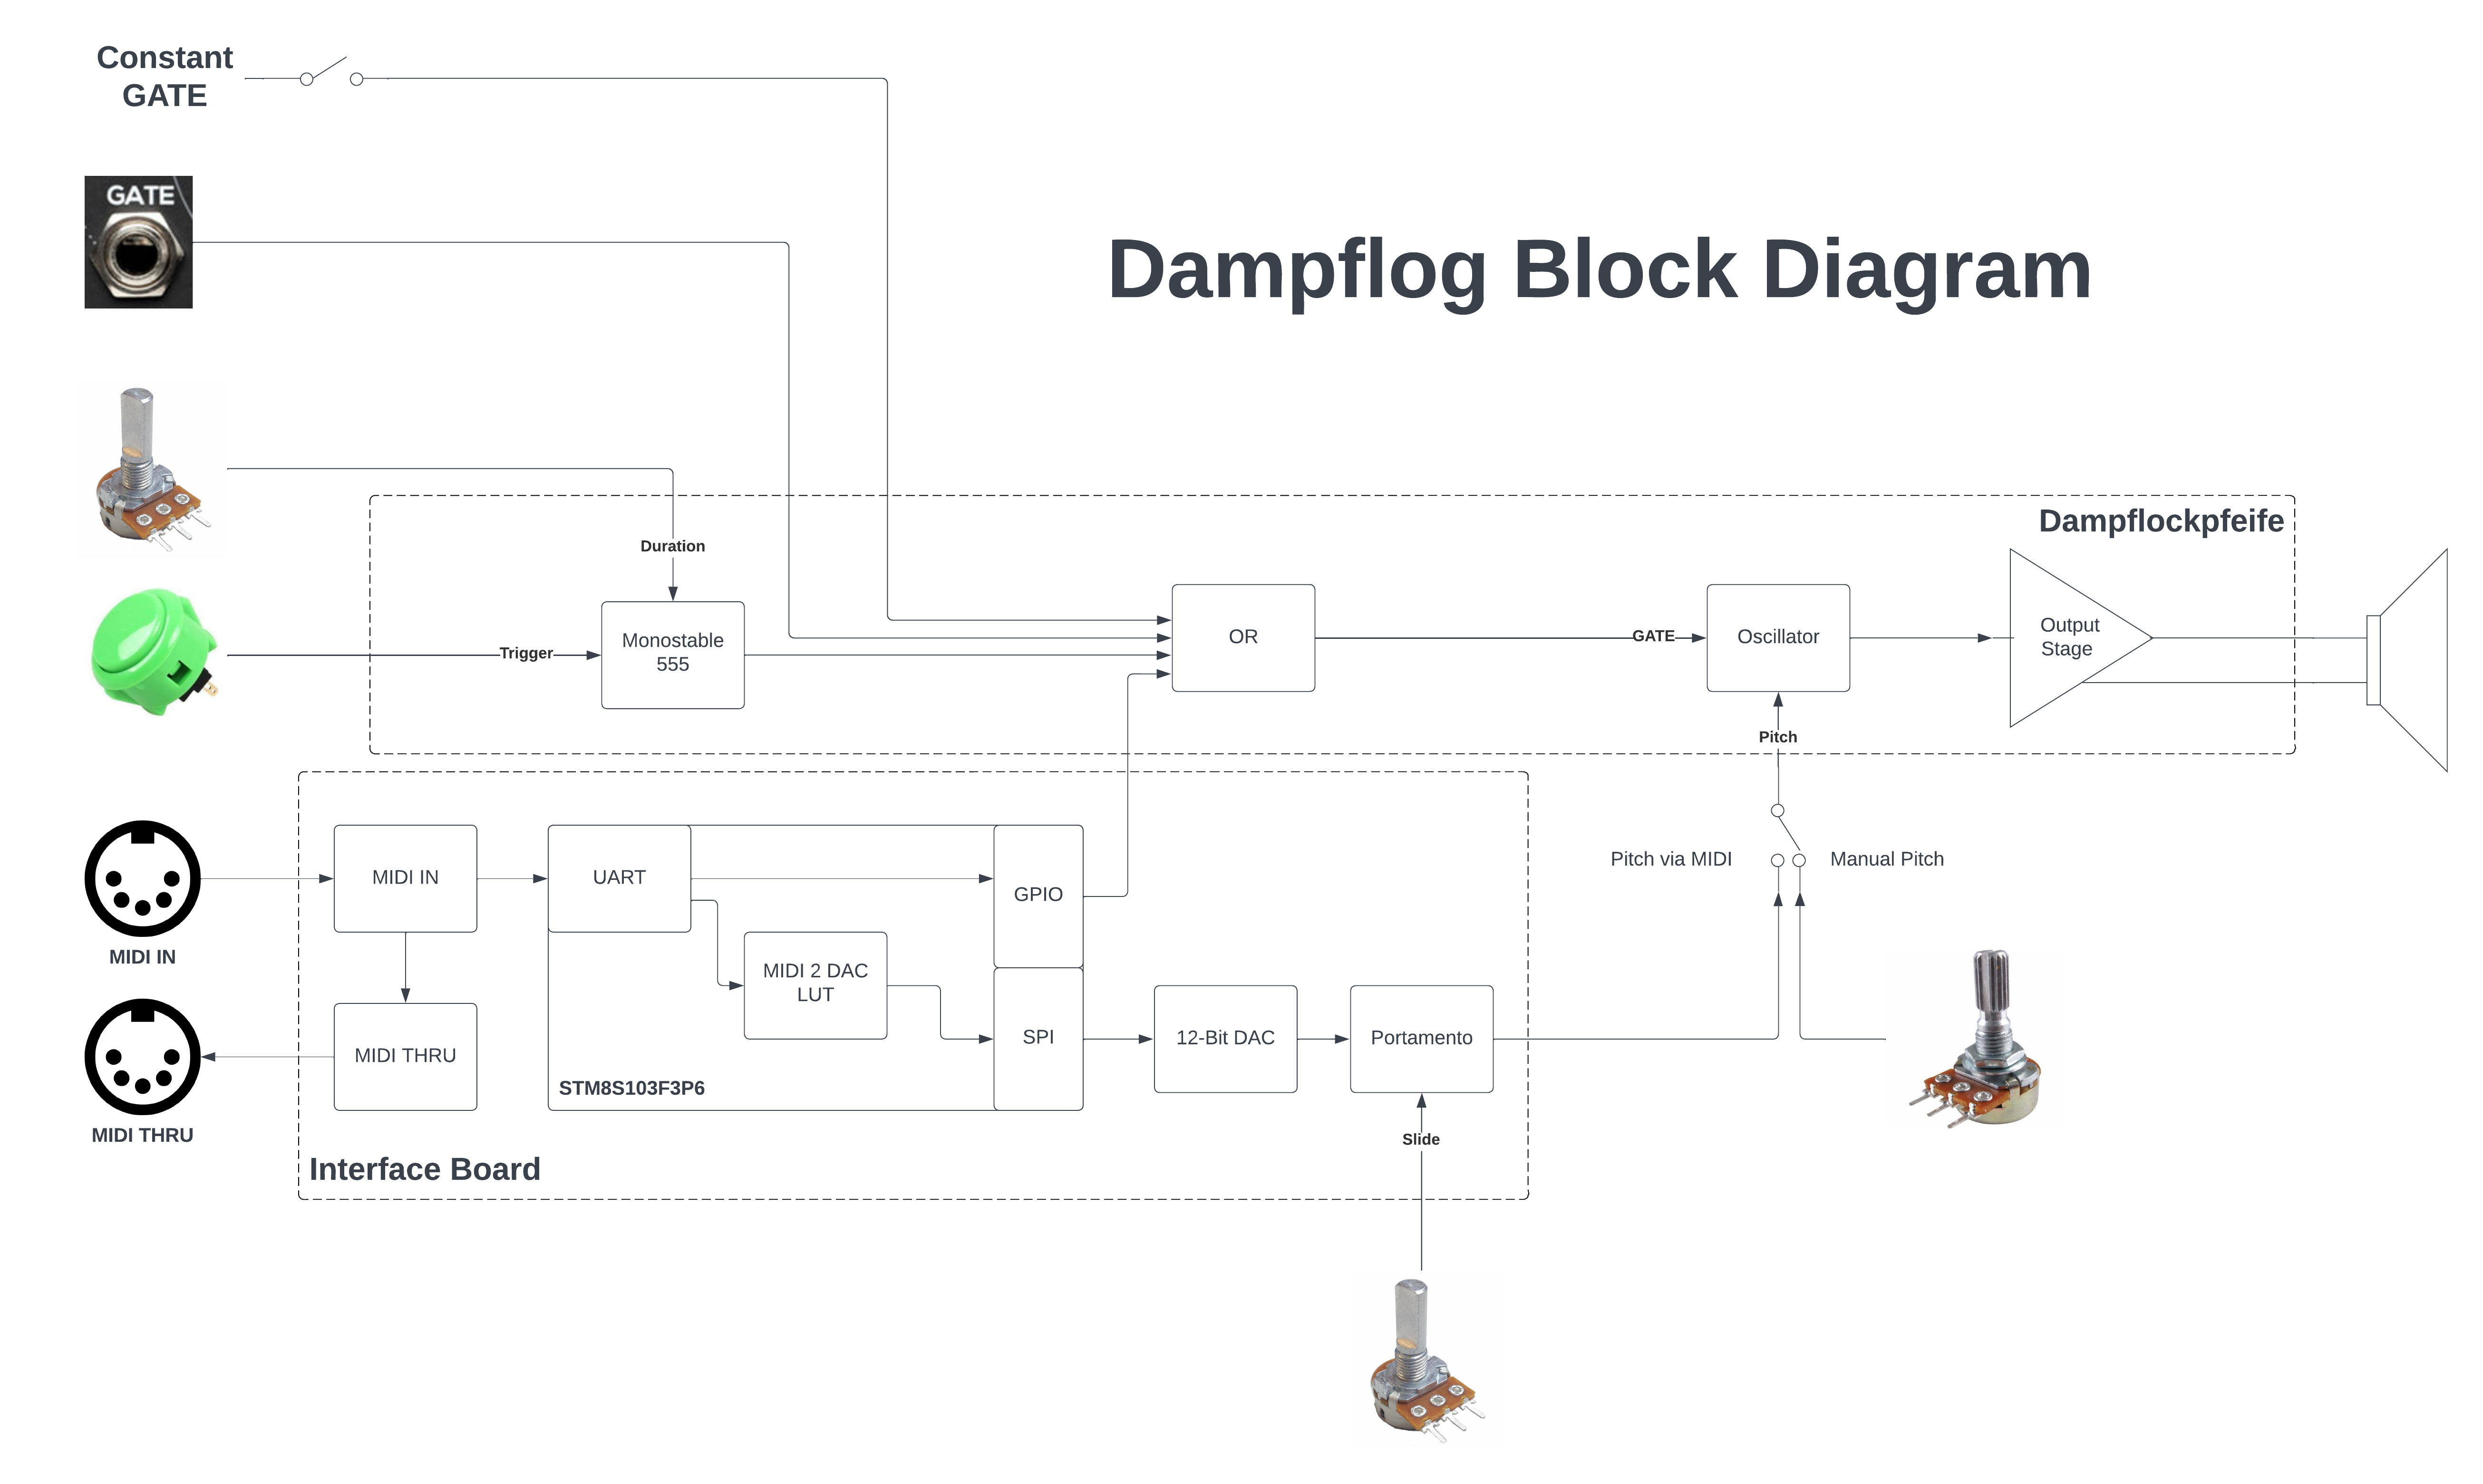 Constant
GATE
GATE
Dampflog Block Diagram
Dampflockpfeife
Duration
Trigger
Monostable
555
OR
GATE
Oscillator
Output
Stage
Pitch
Pitch via MIDI
Manual Pitch
MIDI IN
MIDI THRU
MIDI IN
MIDI THRU
UART
MIDI 2 DAC
LUT
GPIO
SPI
STM8S103F3P6
12-Bit DAC
Portamento
Slide
Interface Board